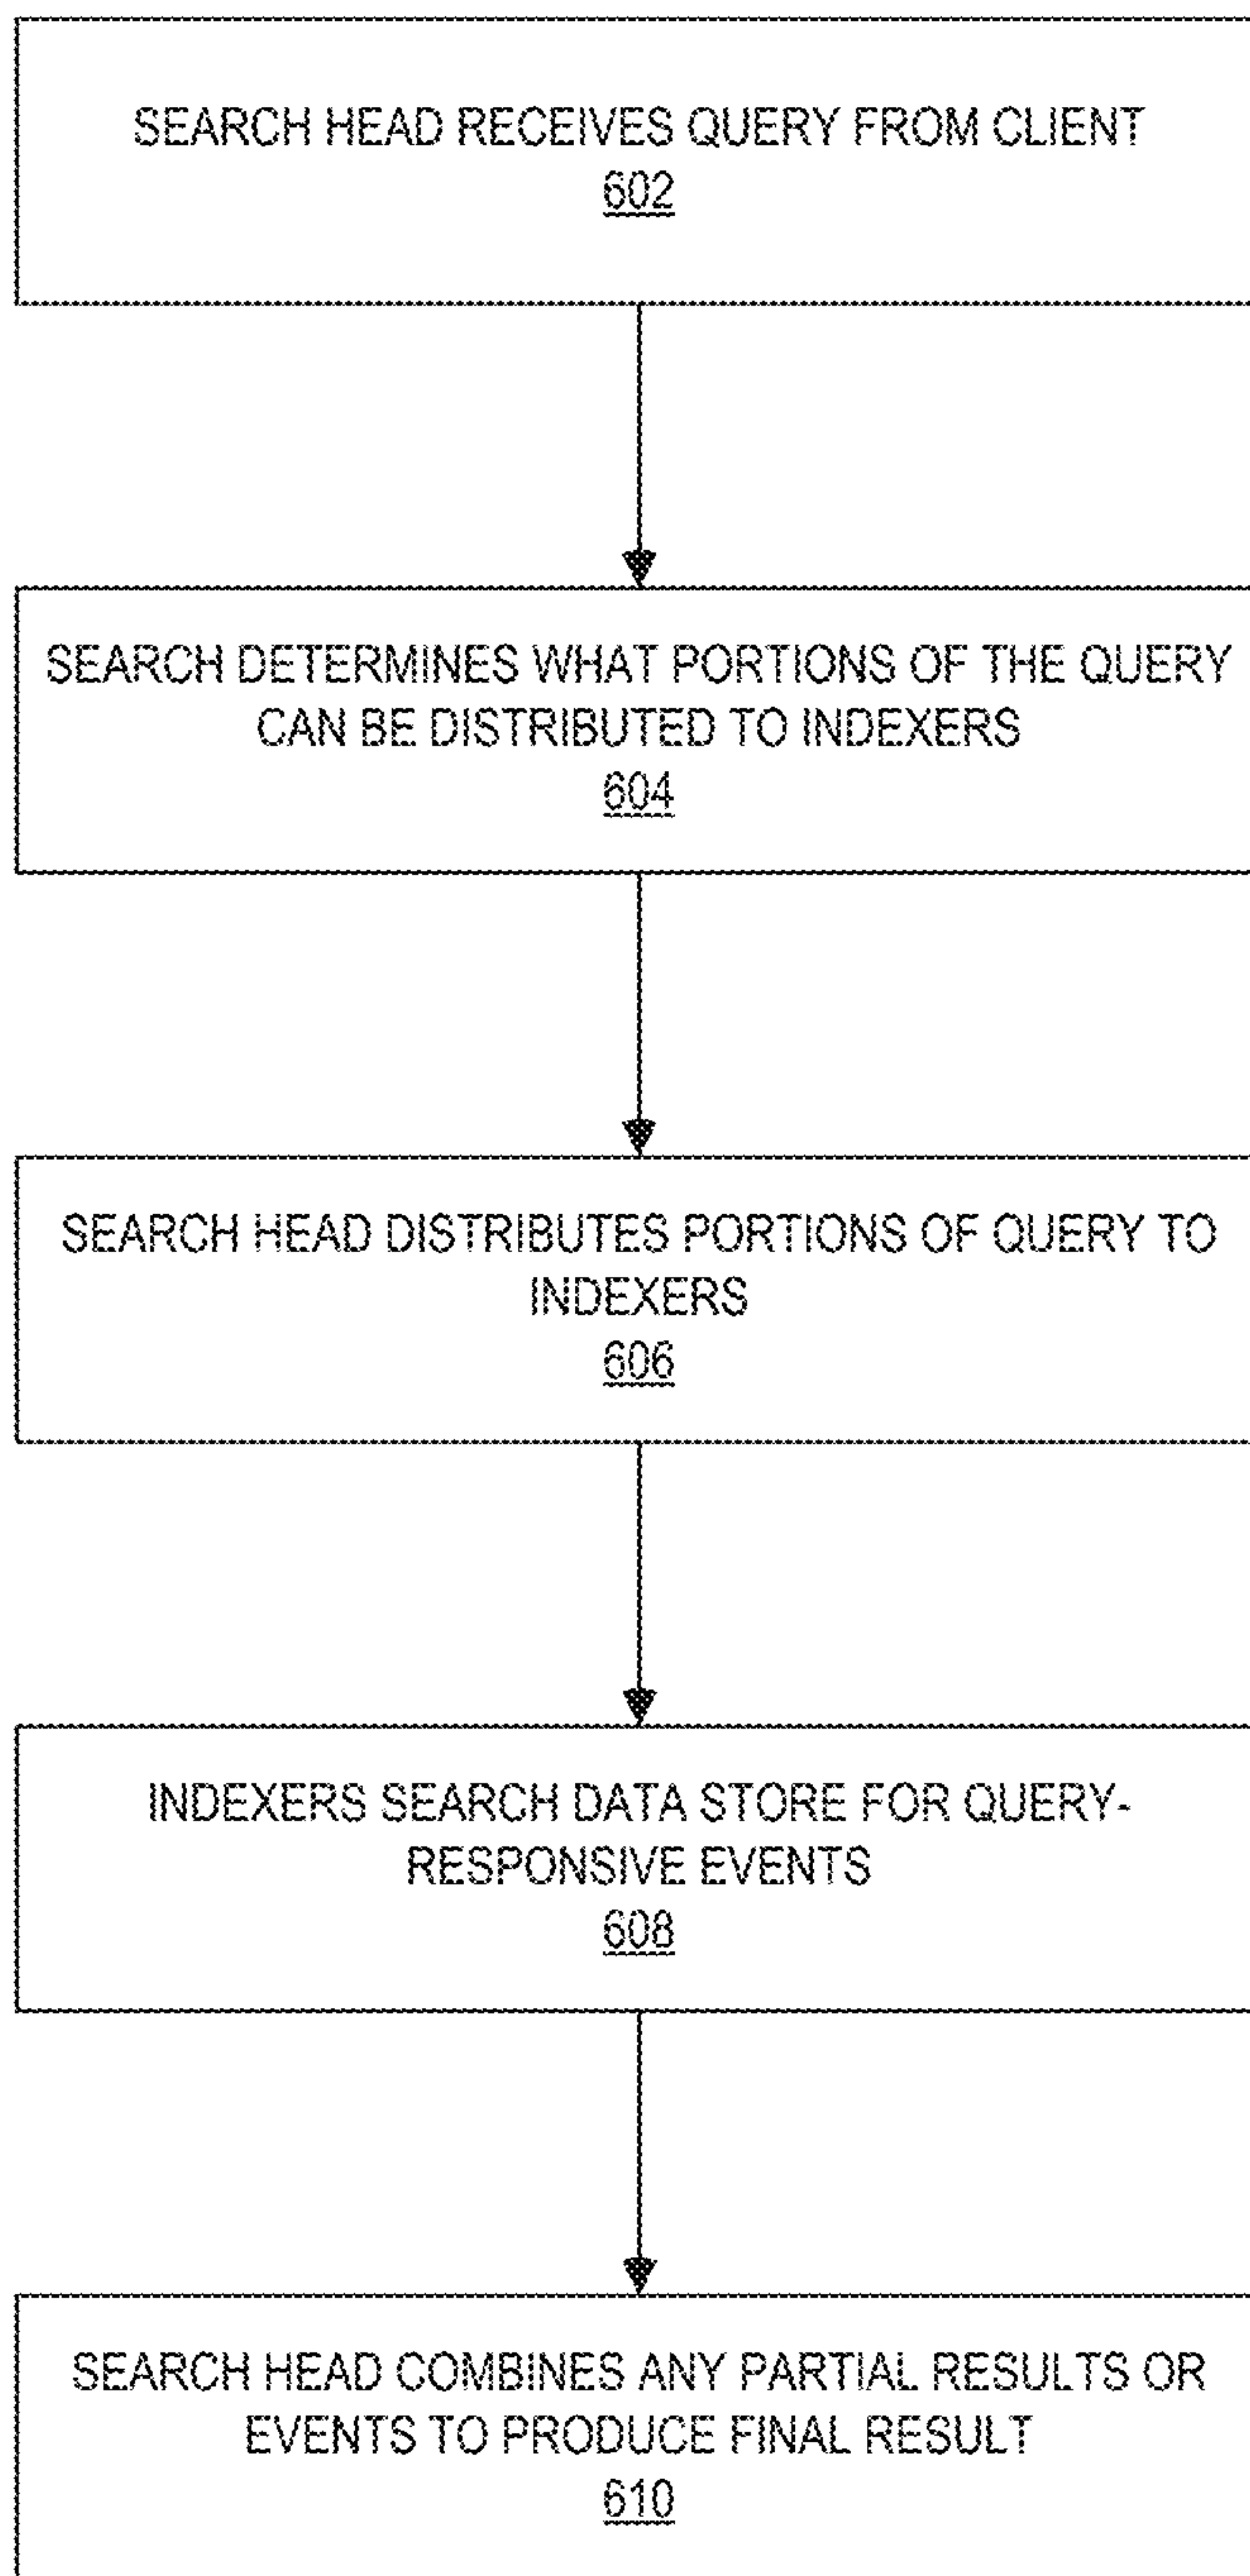 SEARCH HEAD RECEIVES QUERY FROM CLIENT
602
SEARCH DETERMINES WHAT PORTIONS OF THE QUERY
CAN BE DISTRIBUTED TO INDEXERS
604
SEARCH HEAD DISTRIBUTES PORTIONS OF QUERY TO
INDEXERS
606
INDEXERS SEARCH DATA STORE FOR QUERY-
RESPONSIVE EVENTS
608
SEARCH HEAD COMBINES ANY PARTIAL RESULTS OR
EVENTS TO PRODUCE FINAL RESULT
610